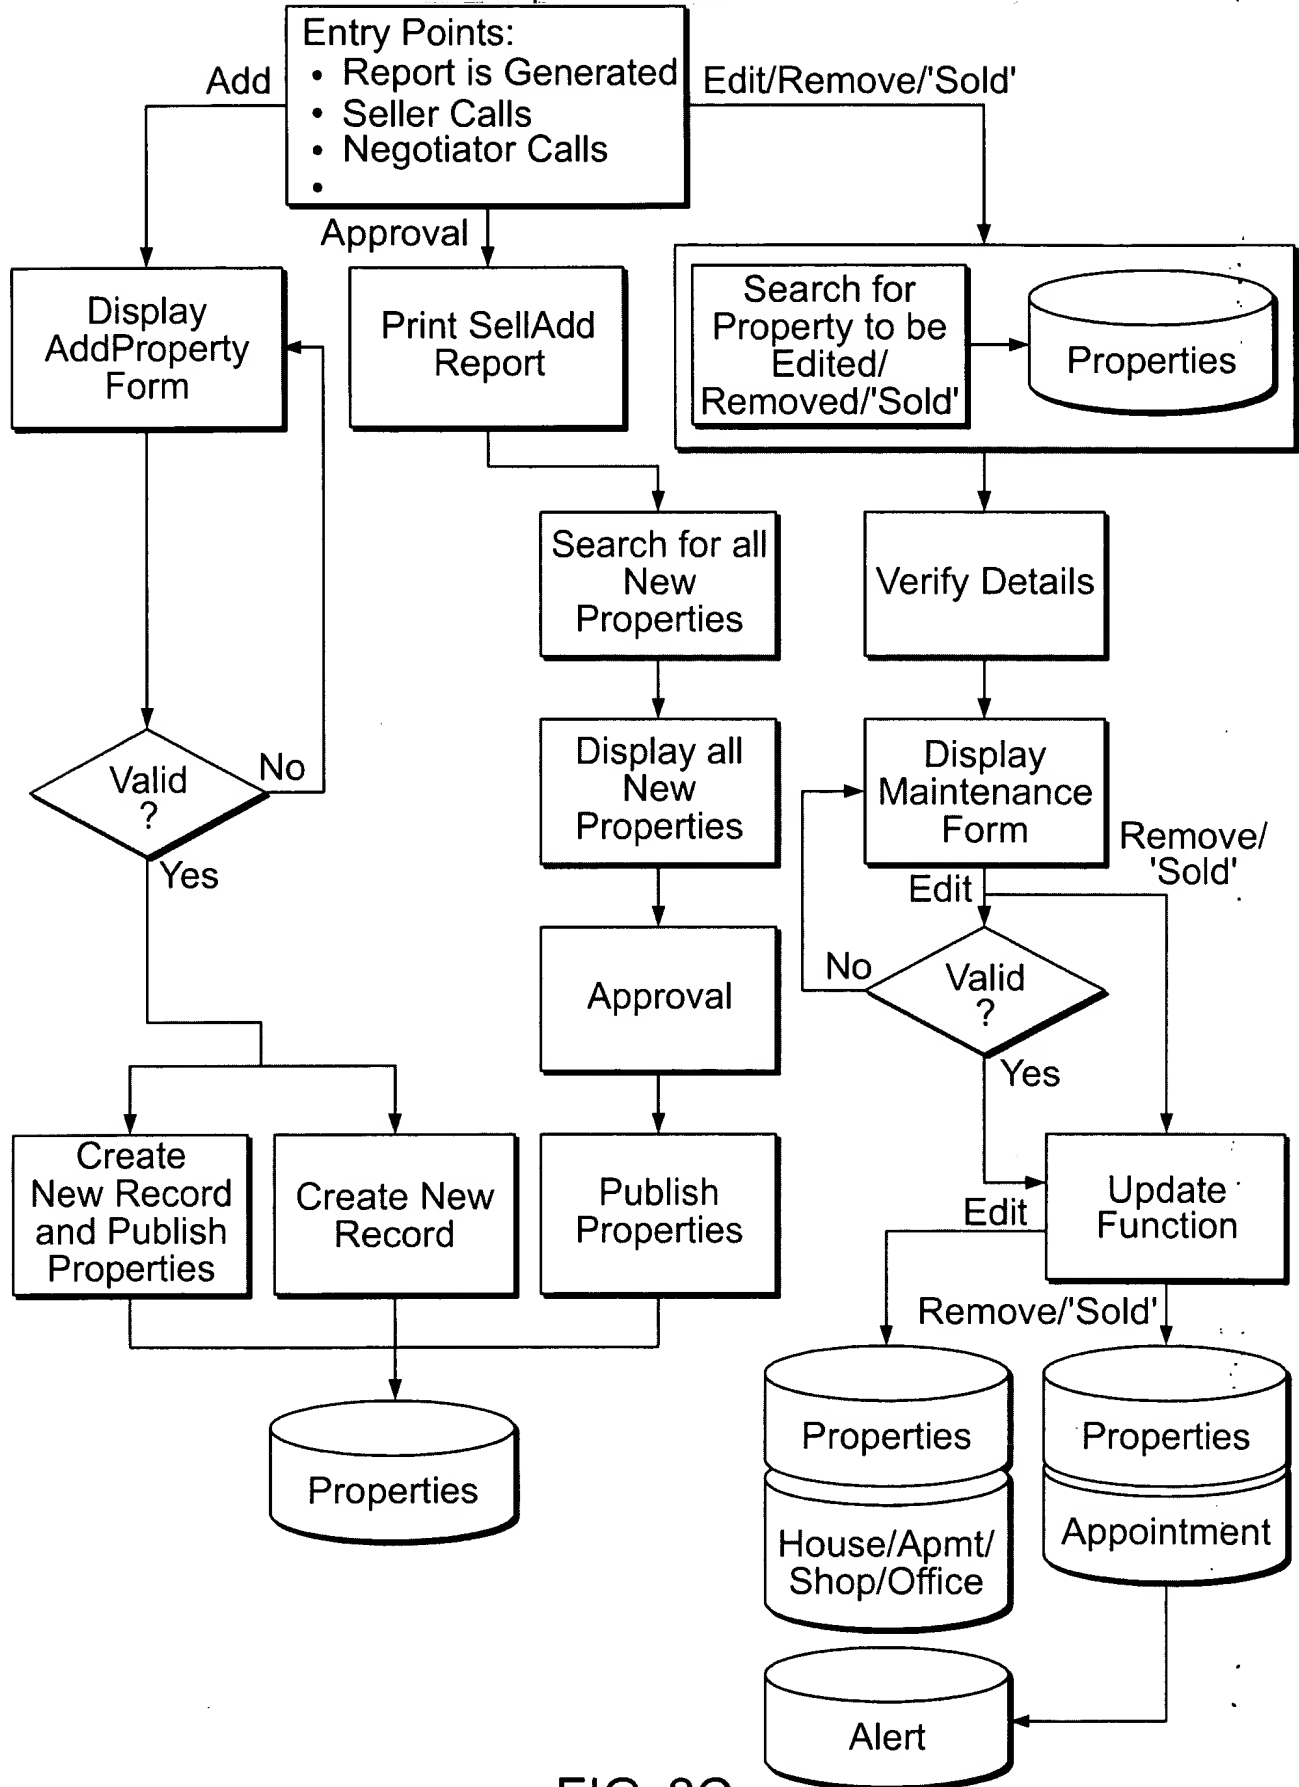 Entry Points:
• Report is Generated
• Seller Calls
• Negotiator Calls
•
Add
Edit/Remove/'Sold'
Approval
Display
AddProperty
Form
Print SellAdd
Report
Search for
Property to be
Edited/
Removed/'Sold'
Properties
Search for all
New
Properties
Verify Details
Valid
?
No
Yes
Display all
New
Properties
Display
Maintenance
Form
Remove/
'Sold'
Edit
Approval
No
Valid
?
Yes
Create
New Record
and Publish
Properties
Create New
Record
Publish
Properties
Update
Function
Edit
Remove/'Sold'
Properties
Properties
House/Apmt/
Shop/Office
Properties
Appointment
Alert